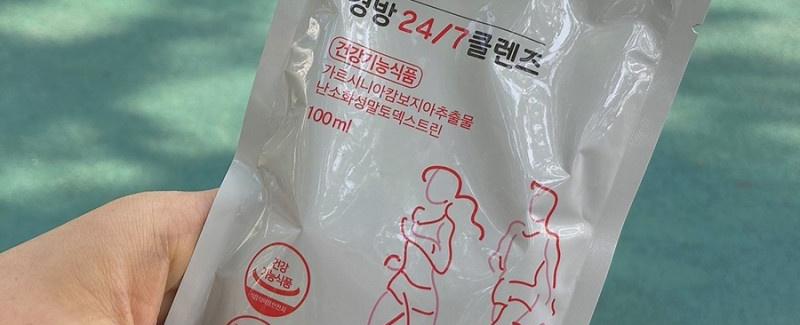 경방 24/7클렌즈
건강기능식품
가르시니아캄보지아추출물
난소화성말토덱스트린
100ml
건강
기능식품